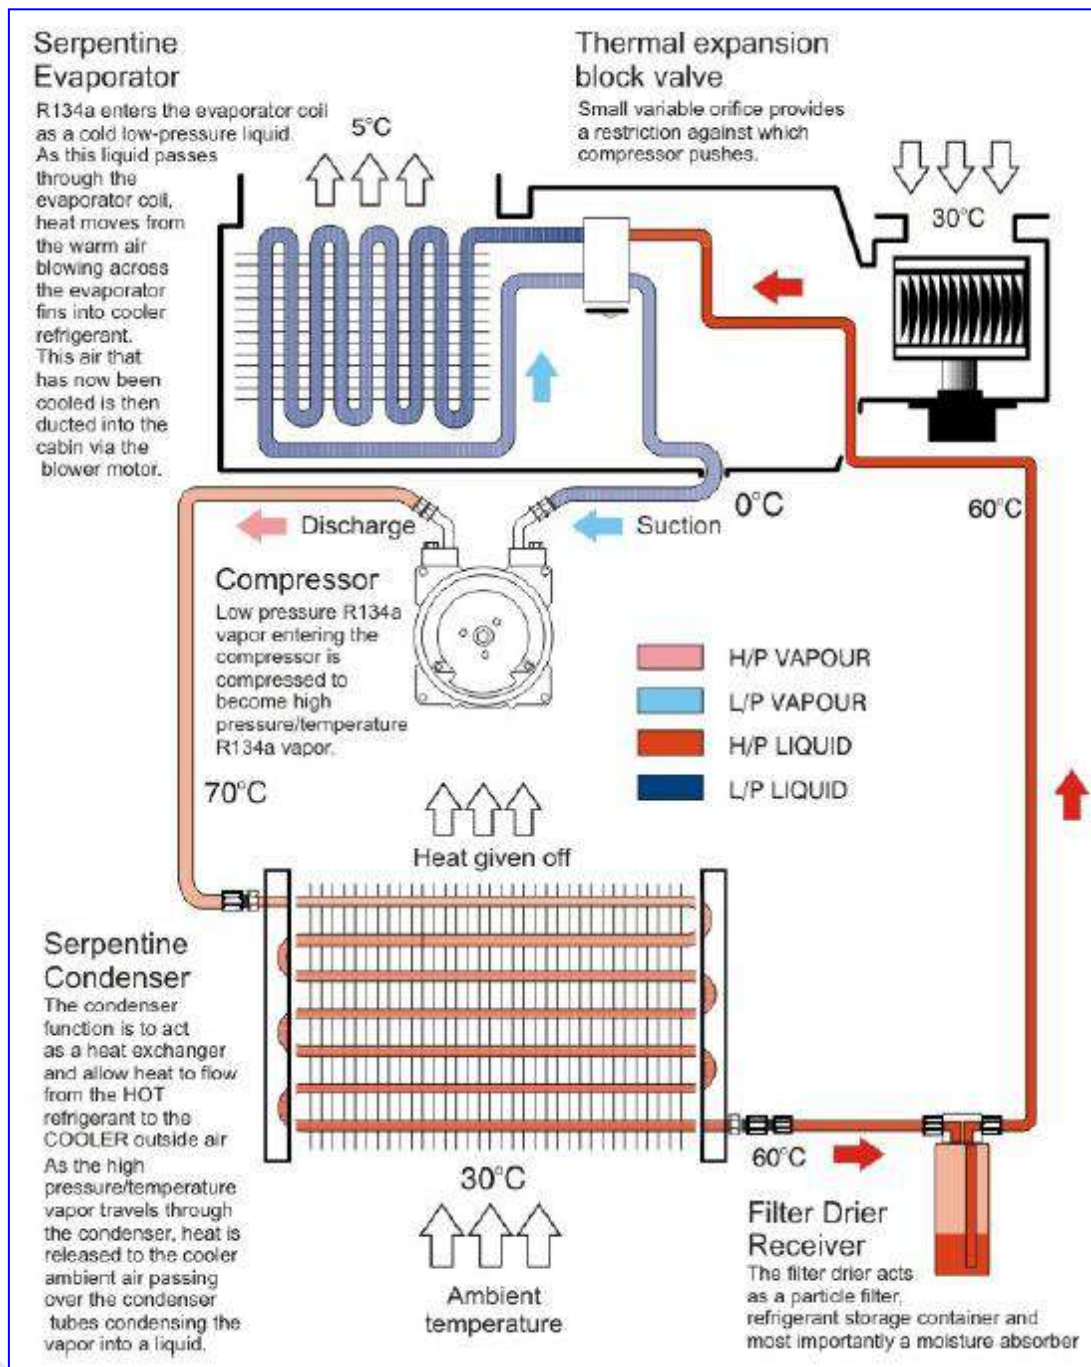 Serpentine
Evaporator
R134a enters the evaporator coil
as a cold low-pressure liquid.
As this liquid passes
through the
evaporator coil,
heat moves from
the warm air
blowing across
the evaporator
fins into cooler
refrigerant.
This air that
has now been
cooled is then
ducted into the
cabin via the
blower motor.
5°C
Thermal expansion
block valve
Small variable orifice provides
a restriction against which
compressor pushes.
30°C
0°C
60°C
Discharge
Suction
Compressor
Low pressure R134a
vapor entering the
compressor is
compressed to
become high
pressure/temperature
R134a vapor.
H/P VAPOUR
L/P VAPOUR
H/P LIQUID
L/P LIQUID
70°C
Heat given off
Serpentine
Condenser
The condenser
function is to act
as a heat exchanger
and allow heat to flow
from the HOT
refrigerant to the
COOLER outside air
As the high
pressure/temperature
vapor travels through
the condenser, heat is
released to the cooler
ambient air passing
over the condenser
tubes condensing the
vapor into a liquid.
30°C
Ambient
temperature
60°C
Filter Drier
Receiver
The filter drier acts
as a particle filter,
refrigerant storage container and
most importantly a moisture absorber